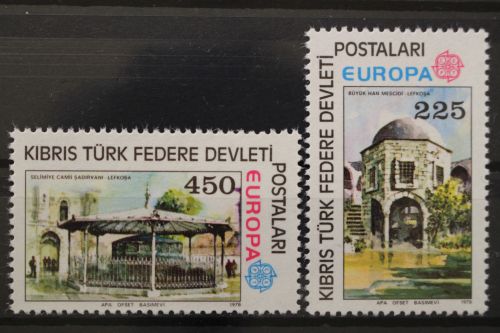 KIBRIS TÜRK FEDERE DEVLETİ
POSTALARI
EUROPA
SELİMİYE CAMİİ ŞADIRVANI · LEFKOŞA
450
APA OFSET BASIMEVİ
1978
KIBRIS TÜRK FEDERE DEVLETİ
POSTALARI
EUROPA
BÜYÜK HAN MESCİDİ · LEFKOŞA
225
APA OFSET BASIMEVİ
1978